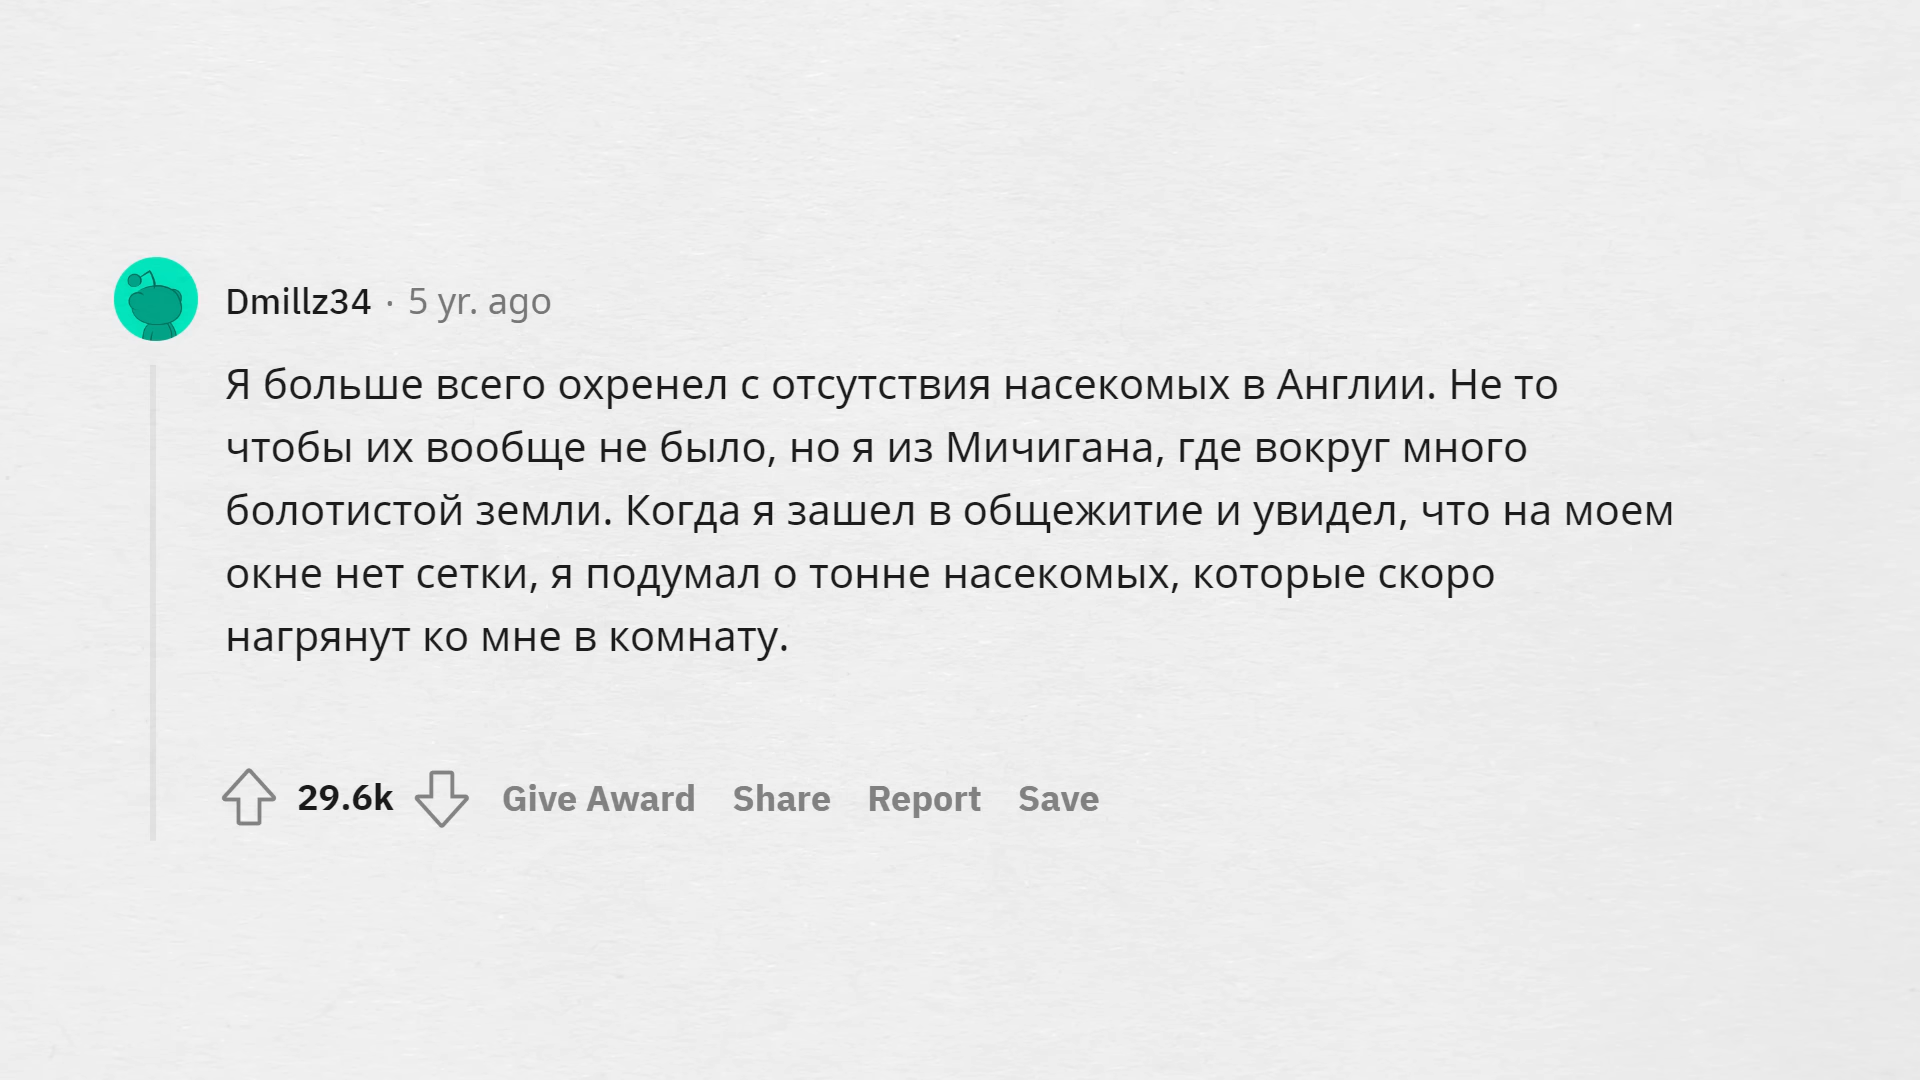 Dmillz34 · 5 yr. ago
Я больше всего охренел с отсутствия насекомых в Англии. Не то
чтобы их вообще не было, но я из Мичигана, где вокруг много
болотистой земли. Когда я зашел в общежитие и увидел, что на моем
окне нет сетки, я подумал о тонне насекомых, которые скоро
нагрянут ко мне в комнату.
29.6k Give Award Share Report Save